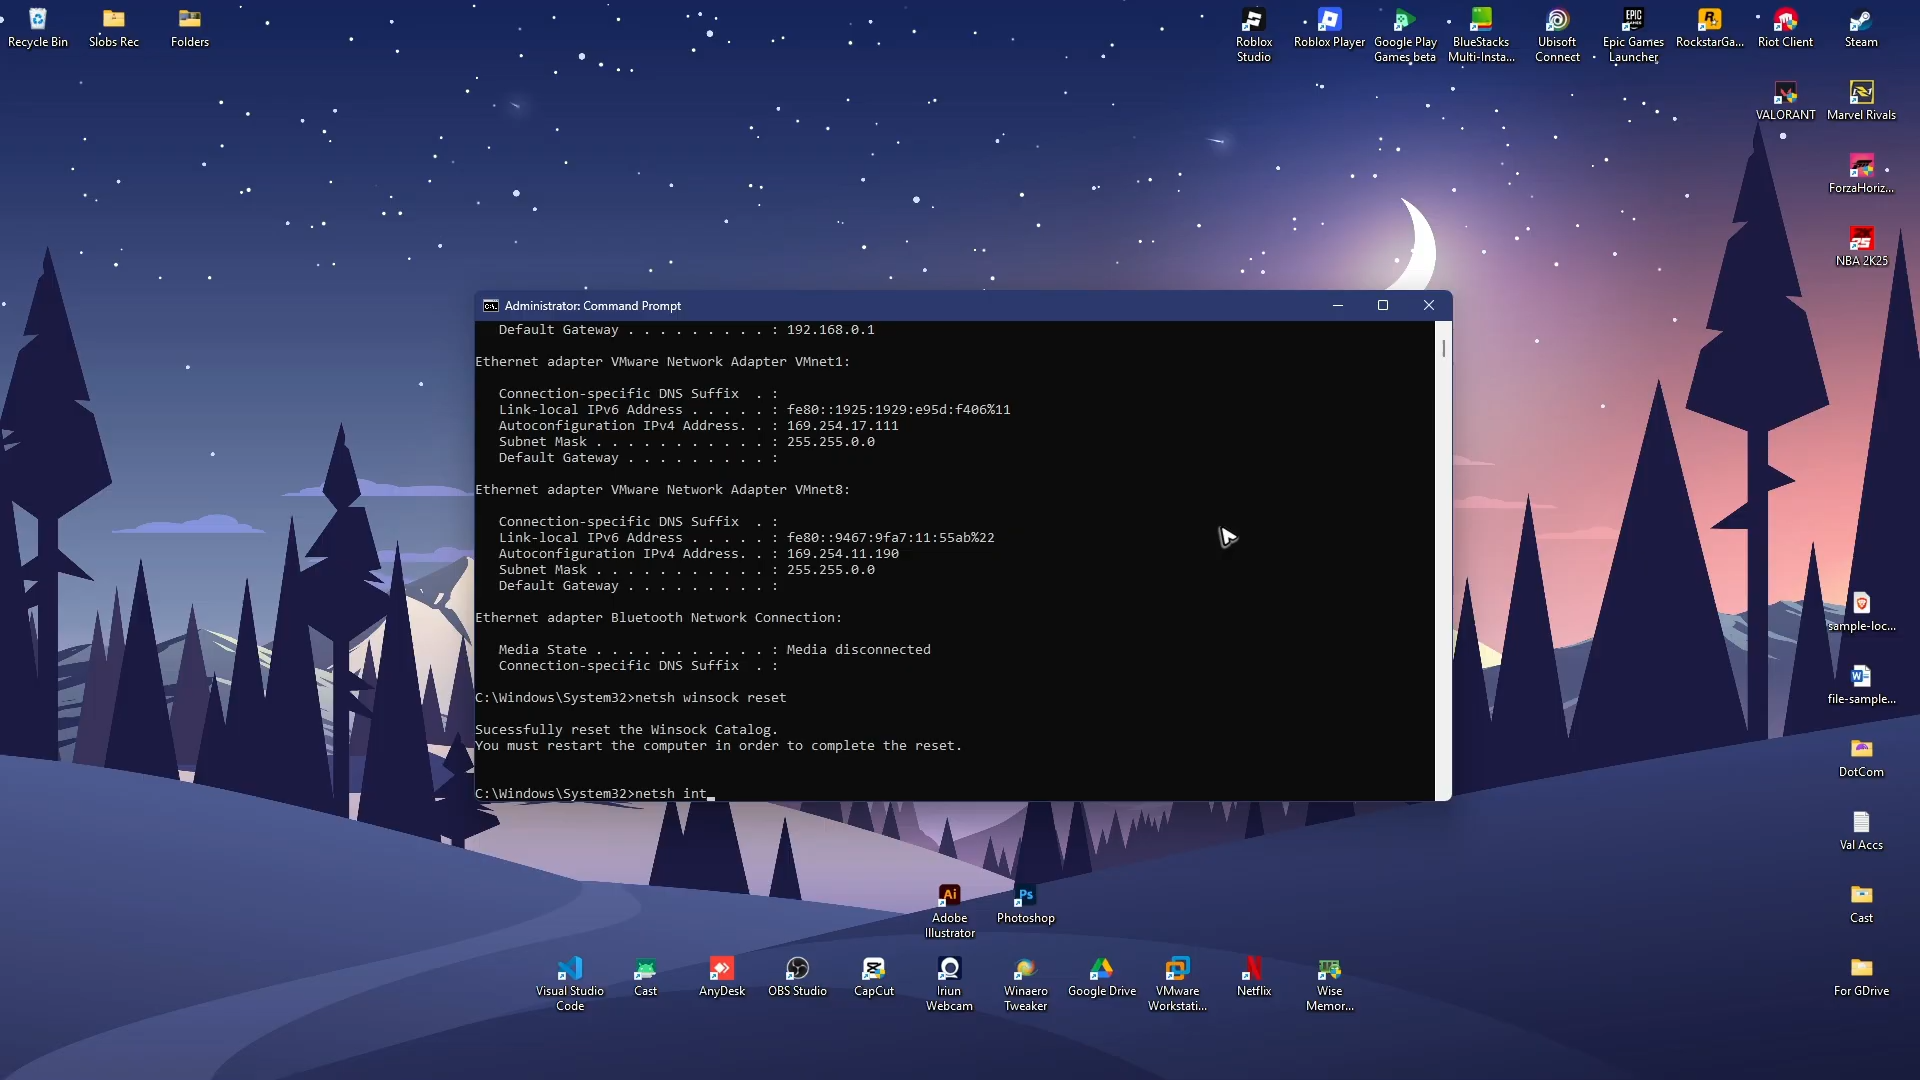 Recycle Bin
Slobs Rec
Folders
Roblox
Studio
Roblox Player
Google Play
Games beta
BlueStacks
Multi-Insta...
Ubisoft
Connect
EPIC
GAMES
Epic Games
Launcher
RockstarGa...
Riot Client
Steam
VALORANT
Marvel Rivals
ForzaHoriz...
2K
25
NBA 2K25
Administrator: Command Prompt
Default Gateway . . . . . . . . . : 192.168.0.1
Ethernet adapter VMware Network Adapter VMnet1:
Connection-specific DNS Suffix  . :
Link-local IPv6 Address . . . . . : fe80::1925:1929:e95d:f406%11
Autoconfiguration IPv4 Address. . : 169.254.17.111
Subnet Mask . . . . . . . . . . . : 255.255.0.0
Default Gateway . . . . . . . . . :
Ethernet adapter VMware Network Adapter VMnet8:
Connection-specific DNS Suffix  . :
Link-local IPv6 Address . . . . . : fe80::9467:9fa7:11:55ab%22
Autoconfiguration IPv4 Address. . : 169.254.11.190
Subnet Mask . . . . . . . . . . . : 255.255.0.0
Default Gateway . . . . . . . . . :
Ethernet adapter Bluetooth Network Connection:
Media State . . . . . . . . . . . : Media disconnected
Connection-specific DNS Suffix  . :
C:\Windows\System32>netsh winsock reset
Sucessfully reset the Winsock Catalog.
You must restart the computer in order to complete the reset.
C:\Windows\System32>netsh int_
sample-loc...
file-sample...
DotCom
Val Accs
Cast
For GDrive
Ai
Adobe
Illustrator
Ps
Photoshop
Visual Studio
Code
Cast
AnyDesk
OBS Studio
CapCut
Iriun
Webcam
Winaero
Tweaker
Google Drive
VMware
Workstati...
Netflix
Wise
Memor...